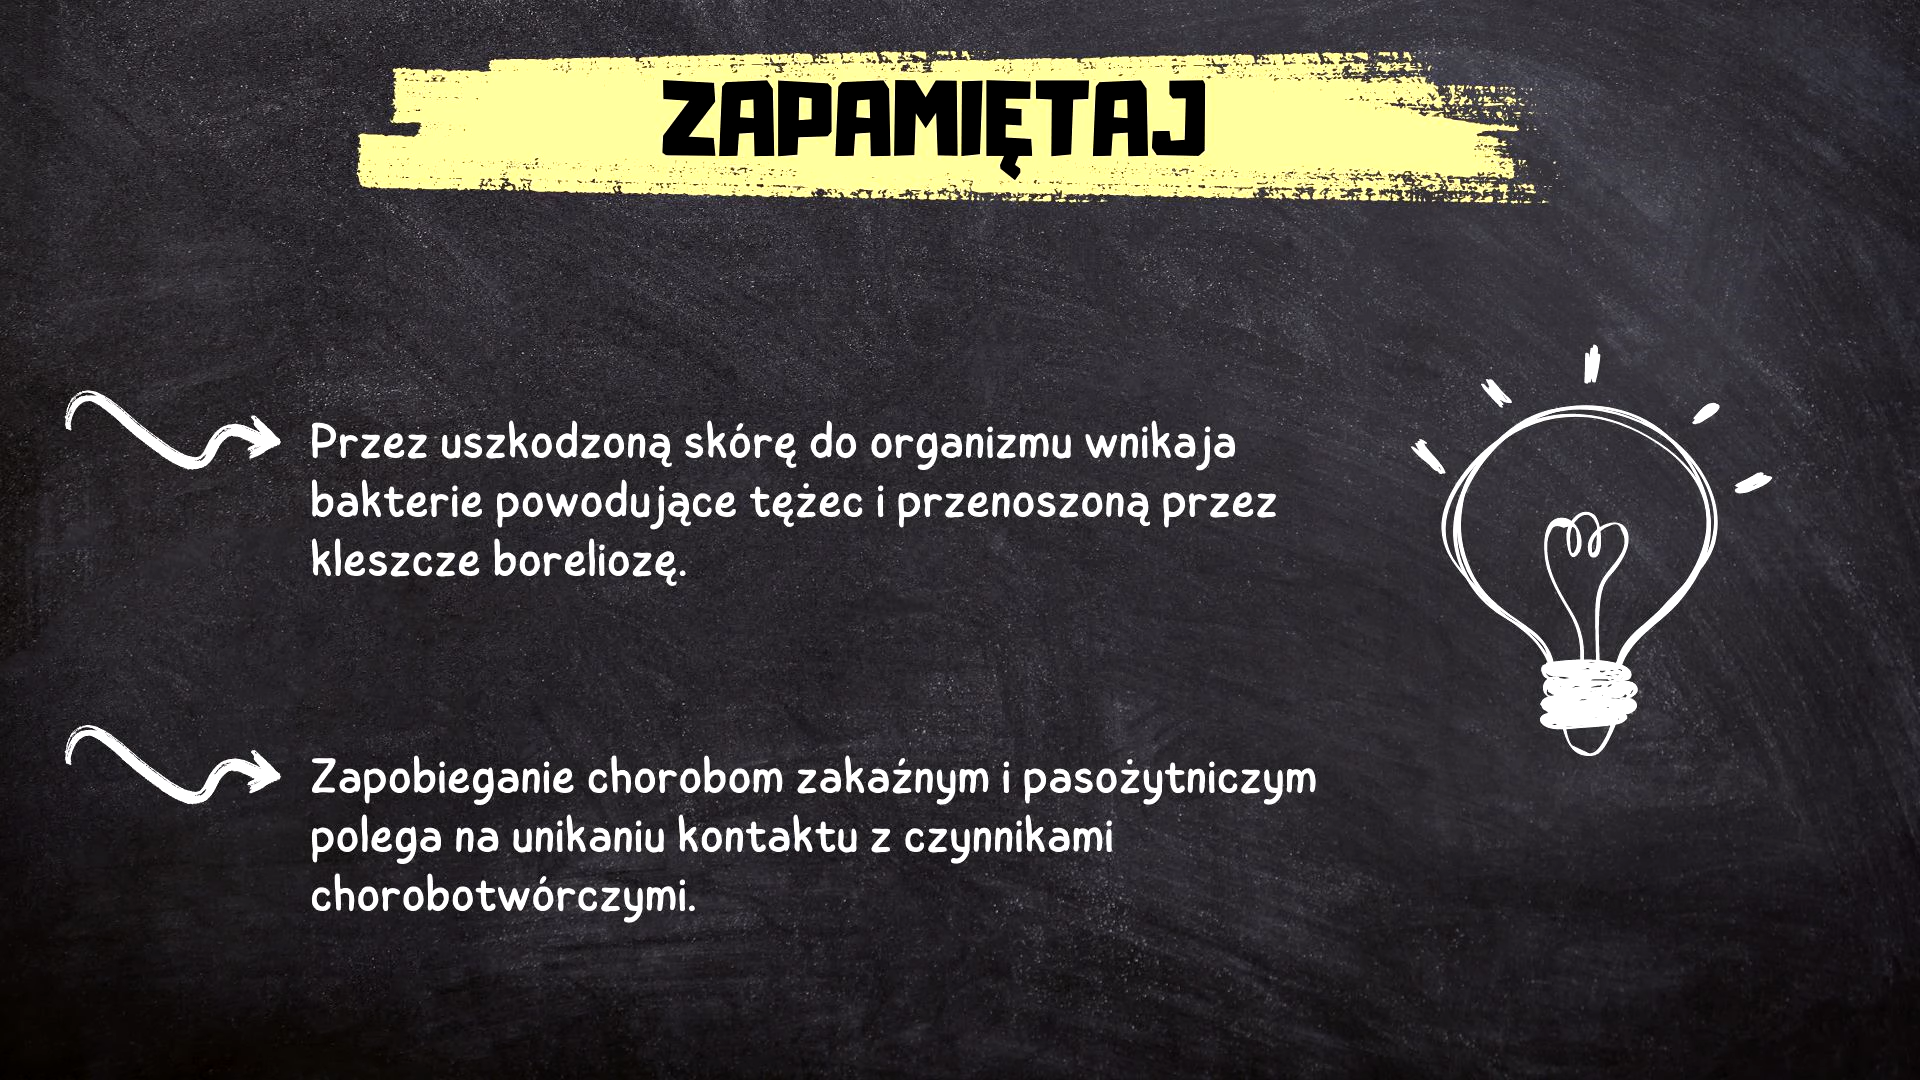 ZAPAMIĘTAJ
Przez uszkodzoną skórę do organizmu wnikaja
bakterie powodujące tężec i przenoszoną przez
kleszcze boreliozę.
Zapobieganie chorobom zakaźnym i pasożytniczym
polega na unikaniu kontaktu z czynnikami
chorobotwórczymi.